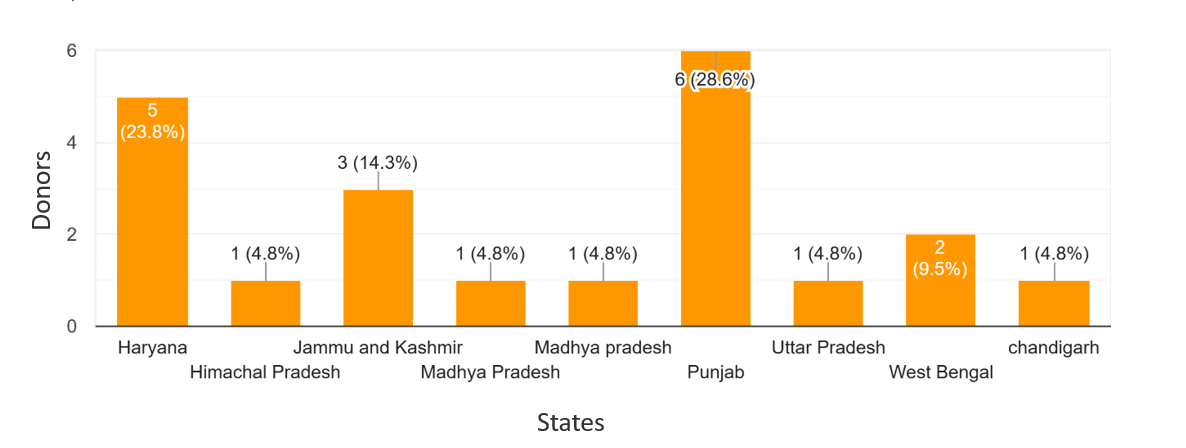 6
4
2
0
Donors
5
(23.8%)
1 (4.8%)
3 (14.3%)
1 (4.8%)
1 (4.8%)
6 (28.6%)
1 (4.8%)
2
(9.5%)
1 (4.8%)
Haryana
Himachal Pradesh
Jammu and Kashmir
Madhya Pradesh
Madhya pradesh
Punjab
Uttar Pradesh
West Bengal
chandigarh
States